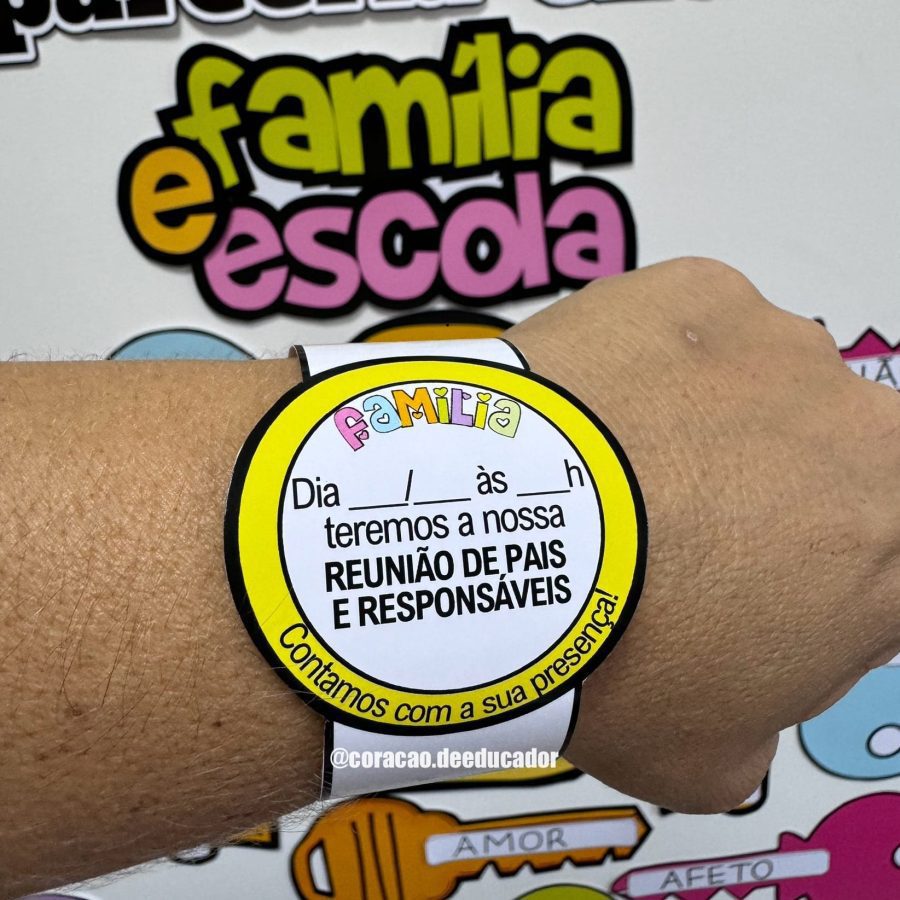 família
e
escola
FAMILIA
Dia ___/___ às ___h
teremos a nossa
REUNIÃO DE PAIS
E RESPONSÁVEIS
Contamos com a sua presença!
@coracao.deeducador
AMOR
AFETO